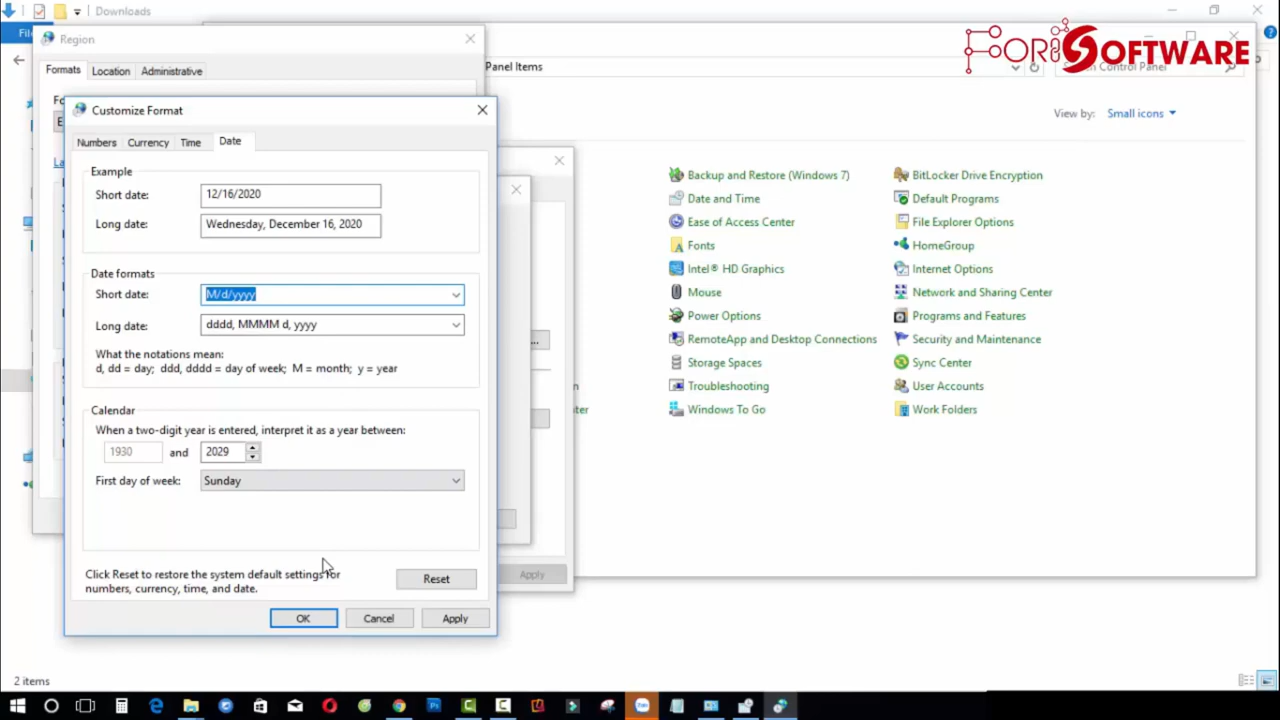 Downloads
Fil
Region
Formats
Location
Administrative
Fo
E
La
Panel Items
FORIS SOFTWARE
Search Control Panel
View by:
Small icons
Customize Format
Numbers
Currency
Time
Date
Example
Short date:
12/16/2020
Long date:
Wednesday, December 16, 2020
Date formats
Short date:
M/d/yyyy
Long date:
dddd, MMMM d, yyyy
What the notations mean:
d, dd = day; ddd, dddd = day of week; M = month; y = year
Calendar
When a two-digit year is entered, interpret it as a year between:
1930
and
2029
First day of week:
Sunday
Click Reset to restore the system default settings for
numbers, currency, time, and date.
Reset
OK
Cancel
Apply
...
Apply
n
ter
Backup and Restore (Windows 7)
Date and Time
Ease of Access Center
Fonts
Intel® HD Graphics
Mouse
Power Options
RemoteApp and Desktop Connections
Storage Spaces
Troubleshooting
Windows To Go
BitLocker Drive Encryption
Default Programs
File Explorer Options
HomeGroup
Internet Options
Network and Sharing Center
Programs and Features
Security and Maintenance
Sync Center
User Accounts
Work Folders
2 items